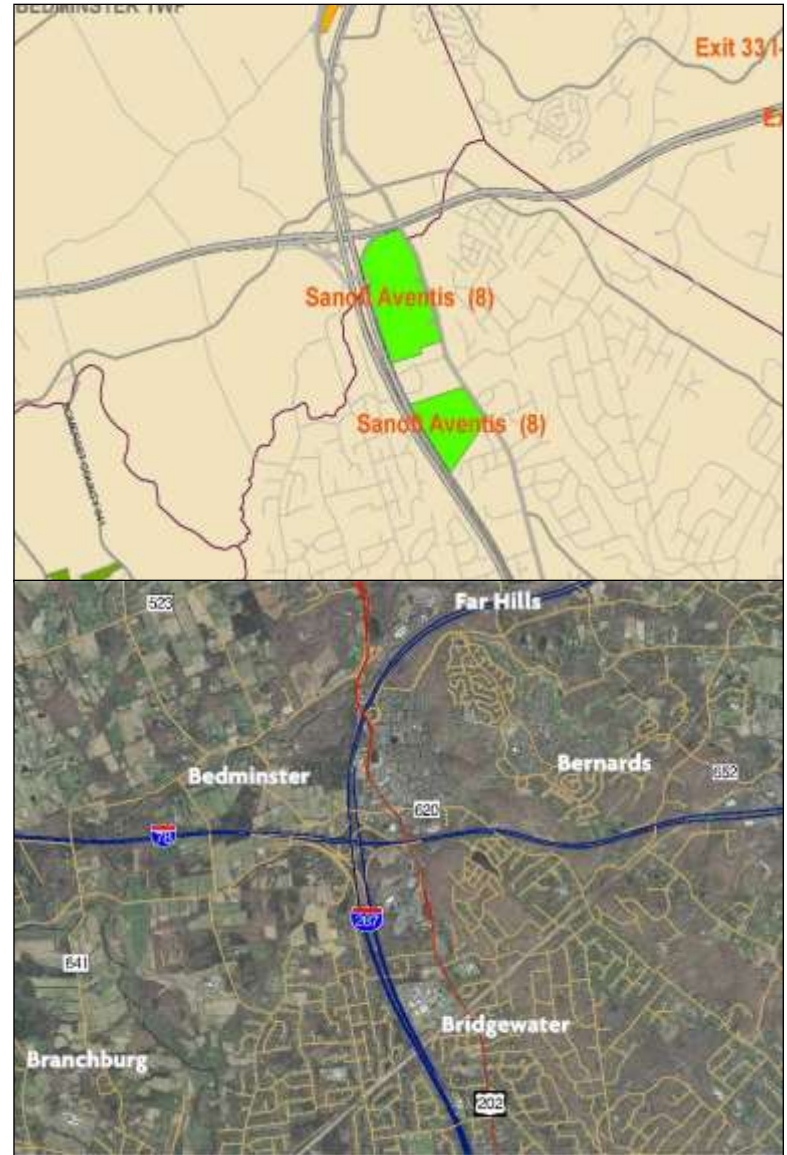 BEDMINSTER TWP
Exit 33 I-
Ex
Sanofi Aventis (8)
Sanofi Aventis (8)
523
Far Hills
Bedminster
Bernards
652
620
78
287
641
Bridgewater
Branchburg
202